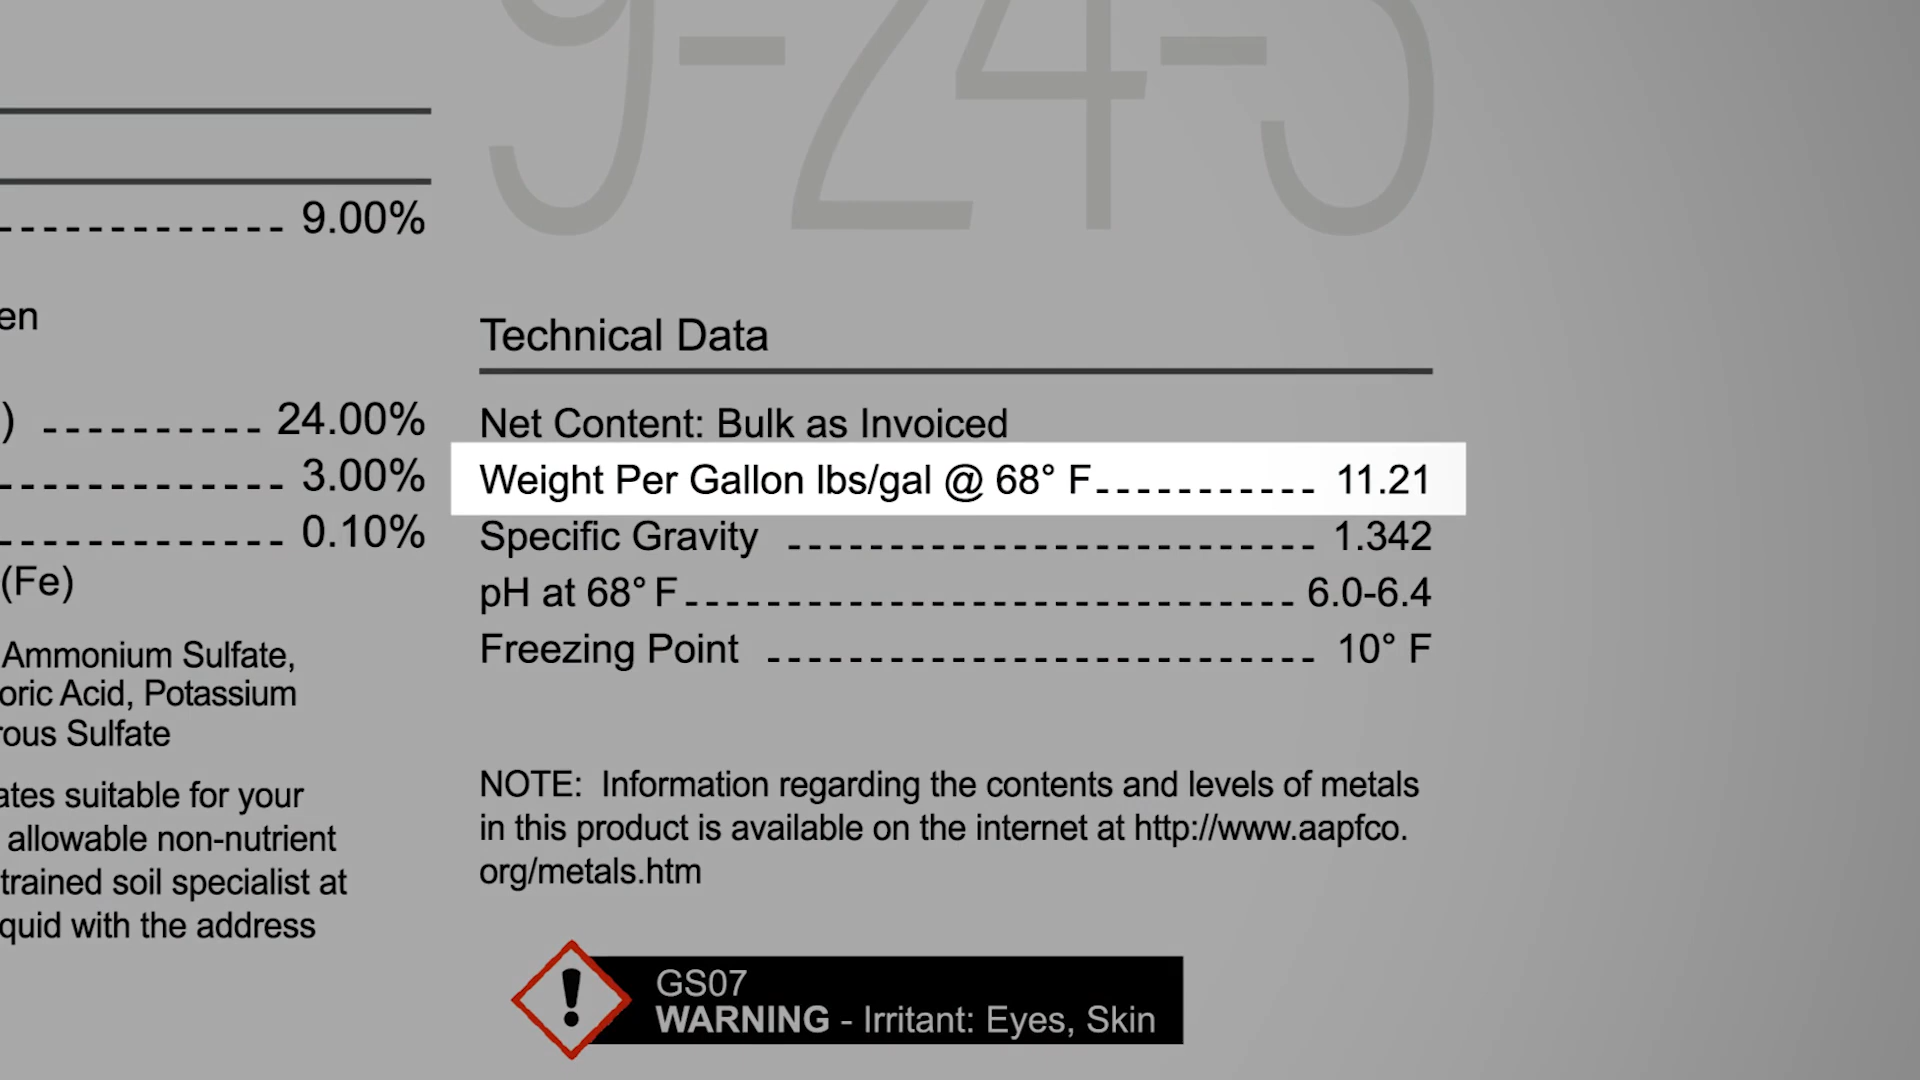 9-24-3
9.00%
en
) 24.00%
3.00%
0.10%
(Fe)
Ammonium Sulfate,
oric Acid, Potassium
rous Sulfate
ates suitable for your
allowable non-nutrient
trained soil specialist at
quid with the address
Technical Data
Net Content: Bulk as Invoiced
Weight Per Gallon lbs/gal @ 68° F 11.21
Specific Gravity 1.342
pH at 68° F 6.0-6.4
Freezing Point 10° F
NOTE: Information regarding the contents and levels of metals
in this product is available on the internet at http://www.aapfco.
org/metals.htm
GS07
WARNING - Irritant: Eyes, Skin